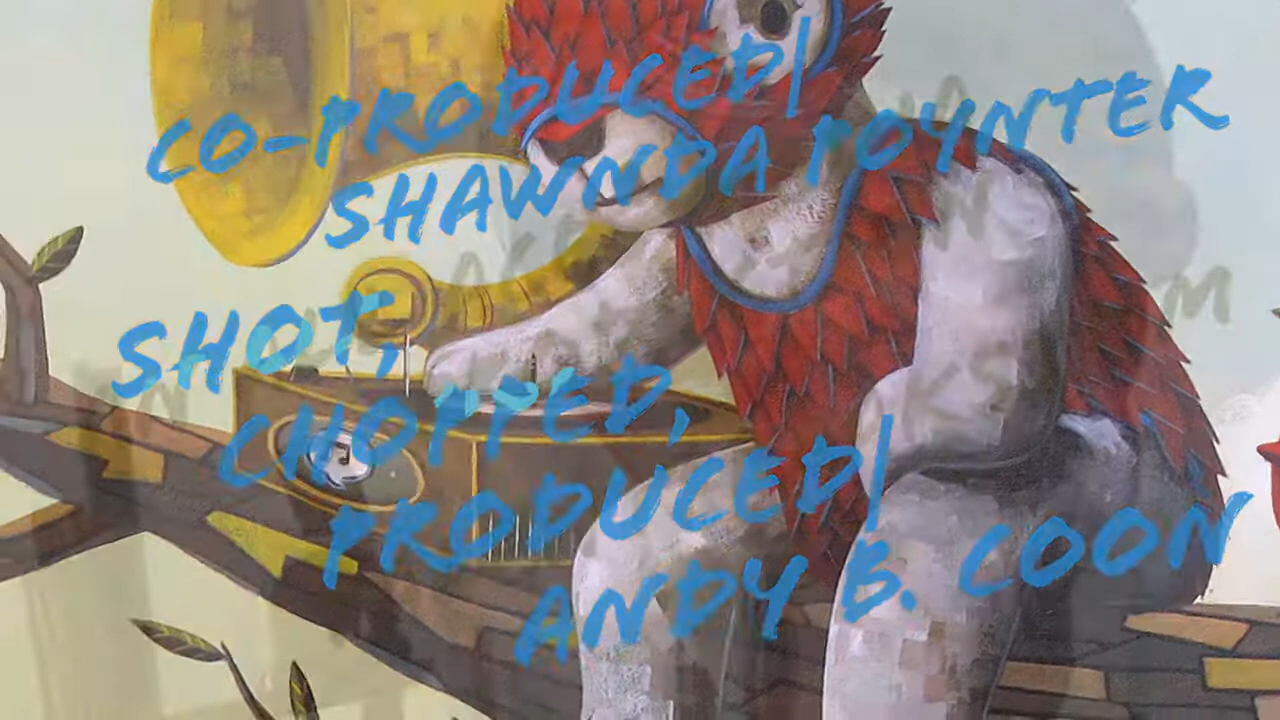 CO-PRODUCED/
SHAWNDA POYNTER
SHOT,
CHOPPED,
PRODUCED/
ANDY B. COON